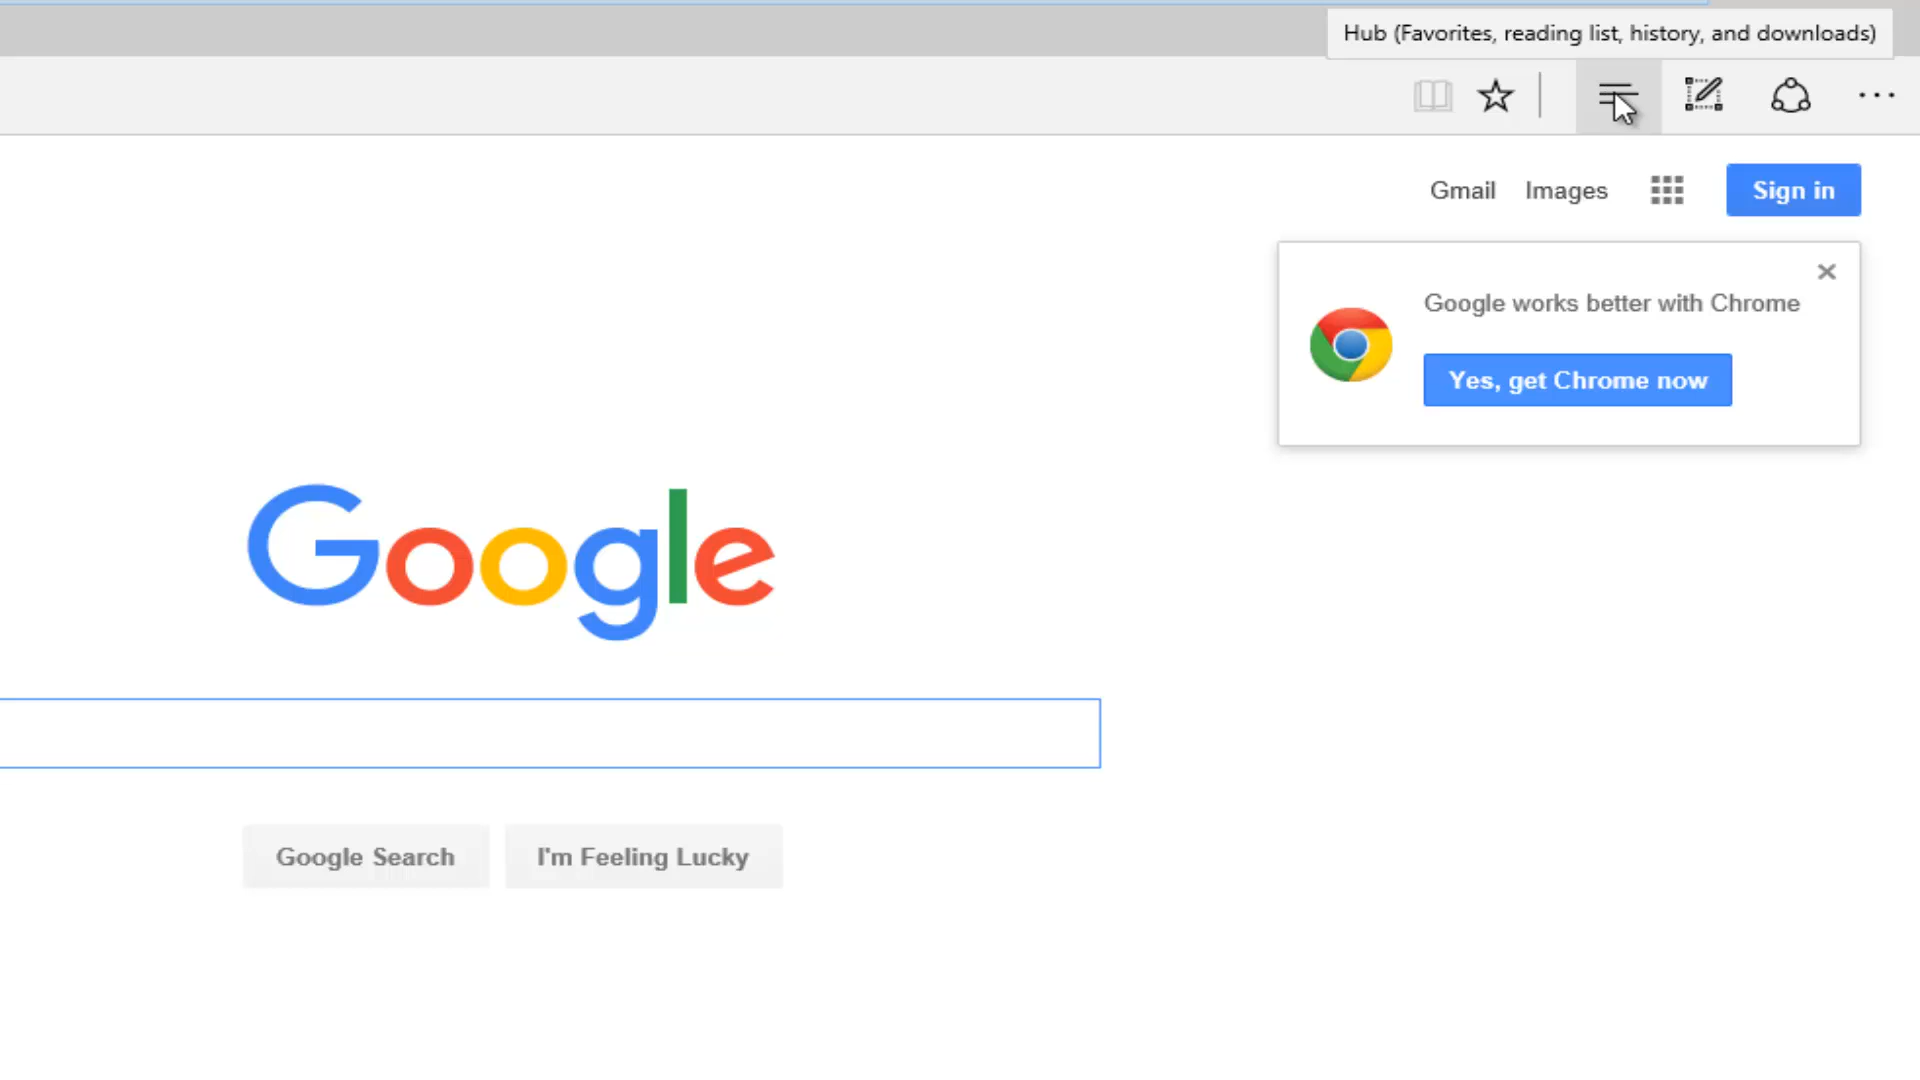 Hub (Favorites, reading list, history, and downloads)
Gmail Images Sign in
Google works better with Chrome
Yes, get Chrome now
Google
Google Search I'm Feeling Lucky